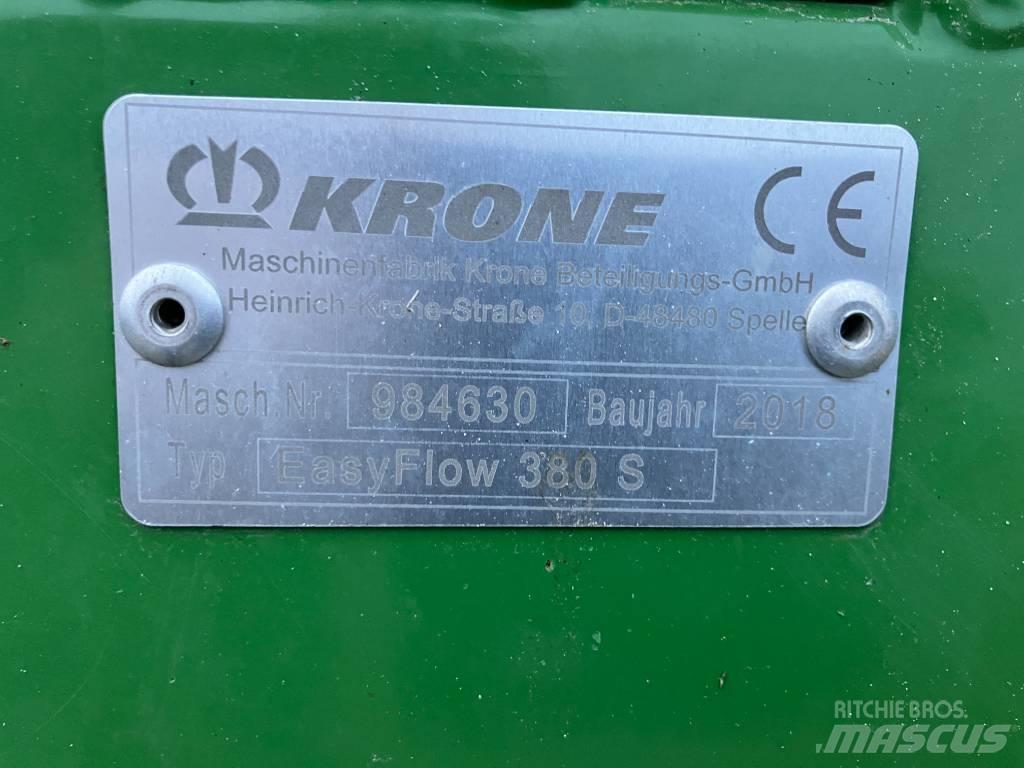 KRONE CE
Maschinenfabrik Krone Beteiligungs-GmbH
Heinrich-Krone-Straße 10, D-48480 Spelle
Masch.Nr. 984630 Baujahr 2018
Typ EasyFlow 380 S
RITCHIE BROS.
MASCUS